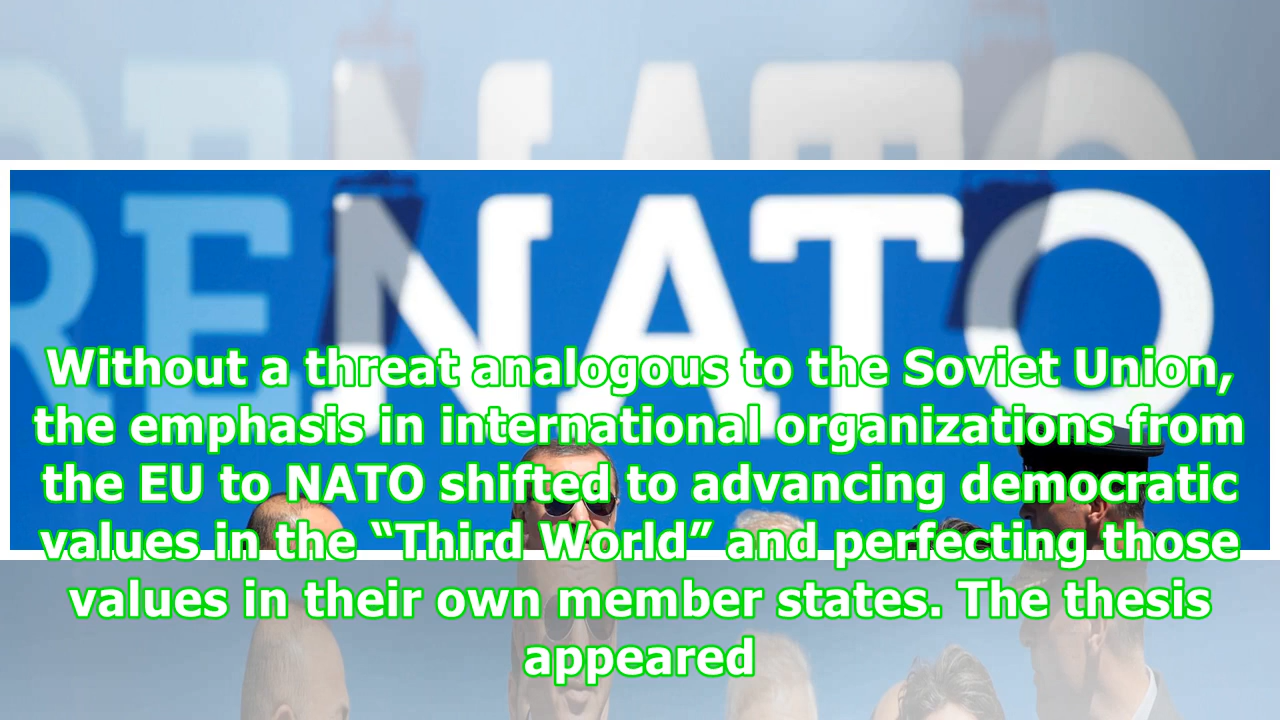 RENATO
RENATO
Without a threat analogous to the Soviet Union,
the emphasis in international organizations from
the EU to NATO shifted to advancing democratic
values in the “Third World” and perfecting those
values in their own member states. The thesis
appeared